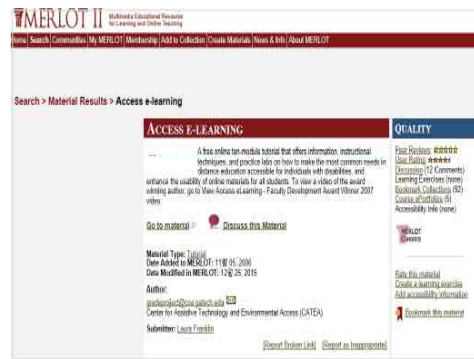 MERLOT II Multimedia Educational Resource
for Learning and Online Teaching
Home Search Communities My MERLOT Membership Add to Collection Create Materials News & Info About MERLOT
Search > Material Results > Access e-learning
ACCESS E-LEARNING
A free online ten-module tutorial that offers information, instructional
techniques, and practice labs on how to make the most common needs in
distance education accessible for individuals with disabilities, and
enhance the usability of online materials for all students. To view a video of the award
winning author, go to View Access eLearning - Faculty Development Award Winner 2007
video
Go to material
Discuss this Material
Material Type: Tutorial
Date Added to MERLOT: 11월 05, 2006
Date Modified in MERLOT: 12월 26, 2015
Author:
Center for Assistive Technology and Environmental Access (CATEA)
Submitter: Laura Franklin
[Report Broken Link] [Report as Inappropriate]
QUALITY
Peer Reviews
User Rating
Discussion (12 Comments)
Learning Exercises (none)
Bookmark Collections (92)
Course ePortfolios (5)
Accessibility Info (none)
MERLOT
Classics
Rate this material
Create a learning exercise
Add accessibility information
Bookmark this material